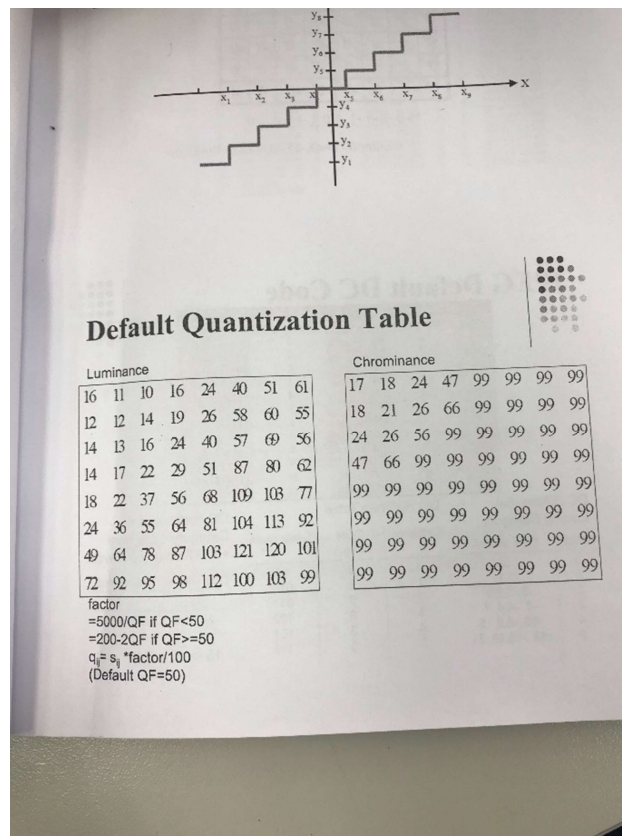 y₈
y₇
y₆
y₅
x₁ x₂ x₃ x x₅ x₆ x₇ x₈ x₉ X
y₄
y₃
y₂
y₁
Default Quantization Table
Luminance
16 11 10 16 24 40 51 61
12 12 14 19 26 58 60 55
14 13 16 24 40 57 69 56
14 17 22 29 51 87 80 62
18 22 37 56 68 109 103 77
24 36 55 64 81 104 113 92
49 64 78 87 103 121 120 101
72 92 95 98 112 100 103 99
Chrominance
17 18 24 47 99 99 99 99
18 21 26 66 99 99 99 99
24 26 56 99 99 99 99 99
47 66 99 99 99 99 99 99
99 99 99 99 99 99 99 99
99 99 99 99 99 99 99 99
99 99 99 99 99 99 99 99
99 99 99 99 99 99 99 99
factor
=5000/QF if QF<50
=200-2QF if QF>=50
qᵢⱼ= sᵢⱼ *factor/100
(Default QF=50)